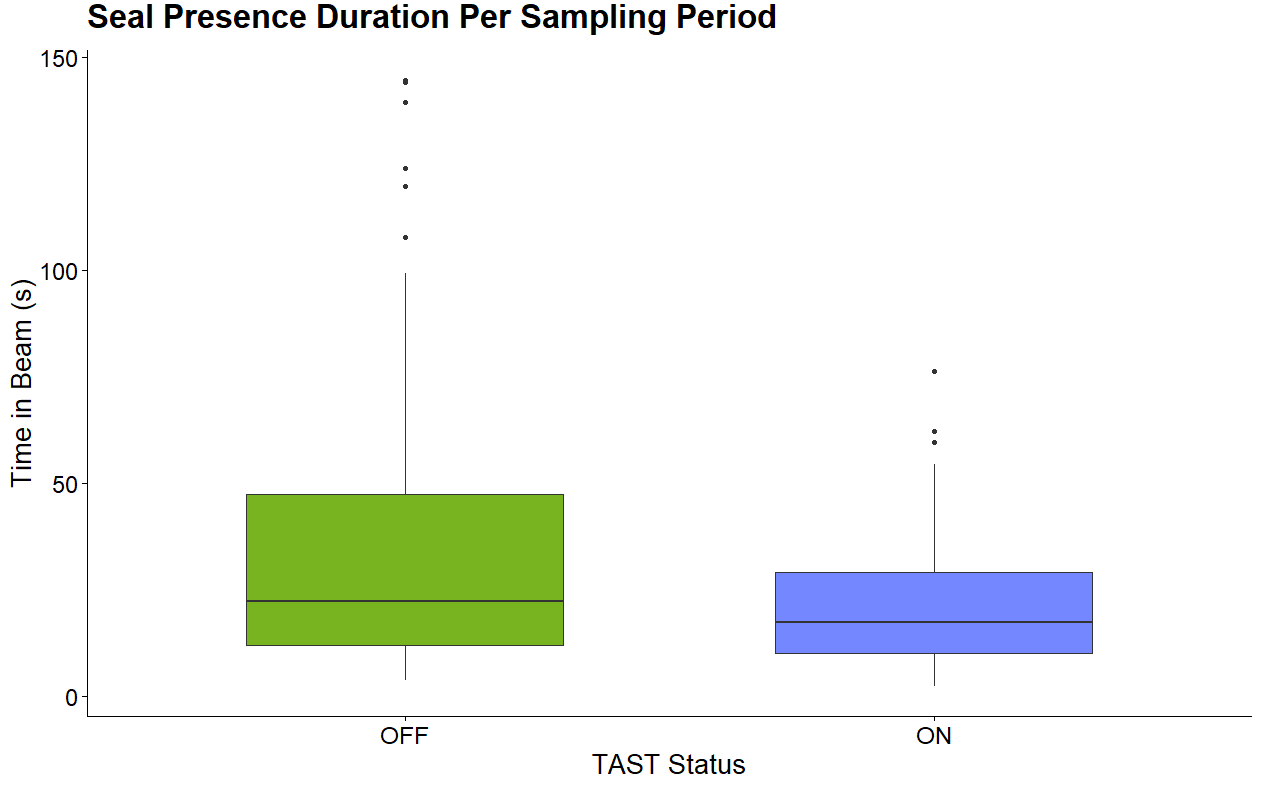 Seal Presence Duration Per Sampling Period
150
100
50
0
Time in Beam (s)
OFF
ON
TAST Status